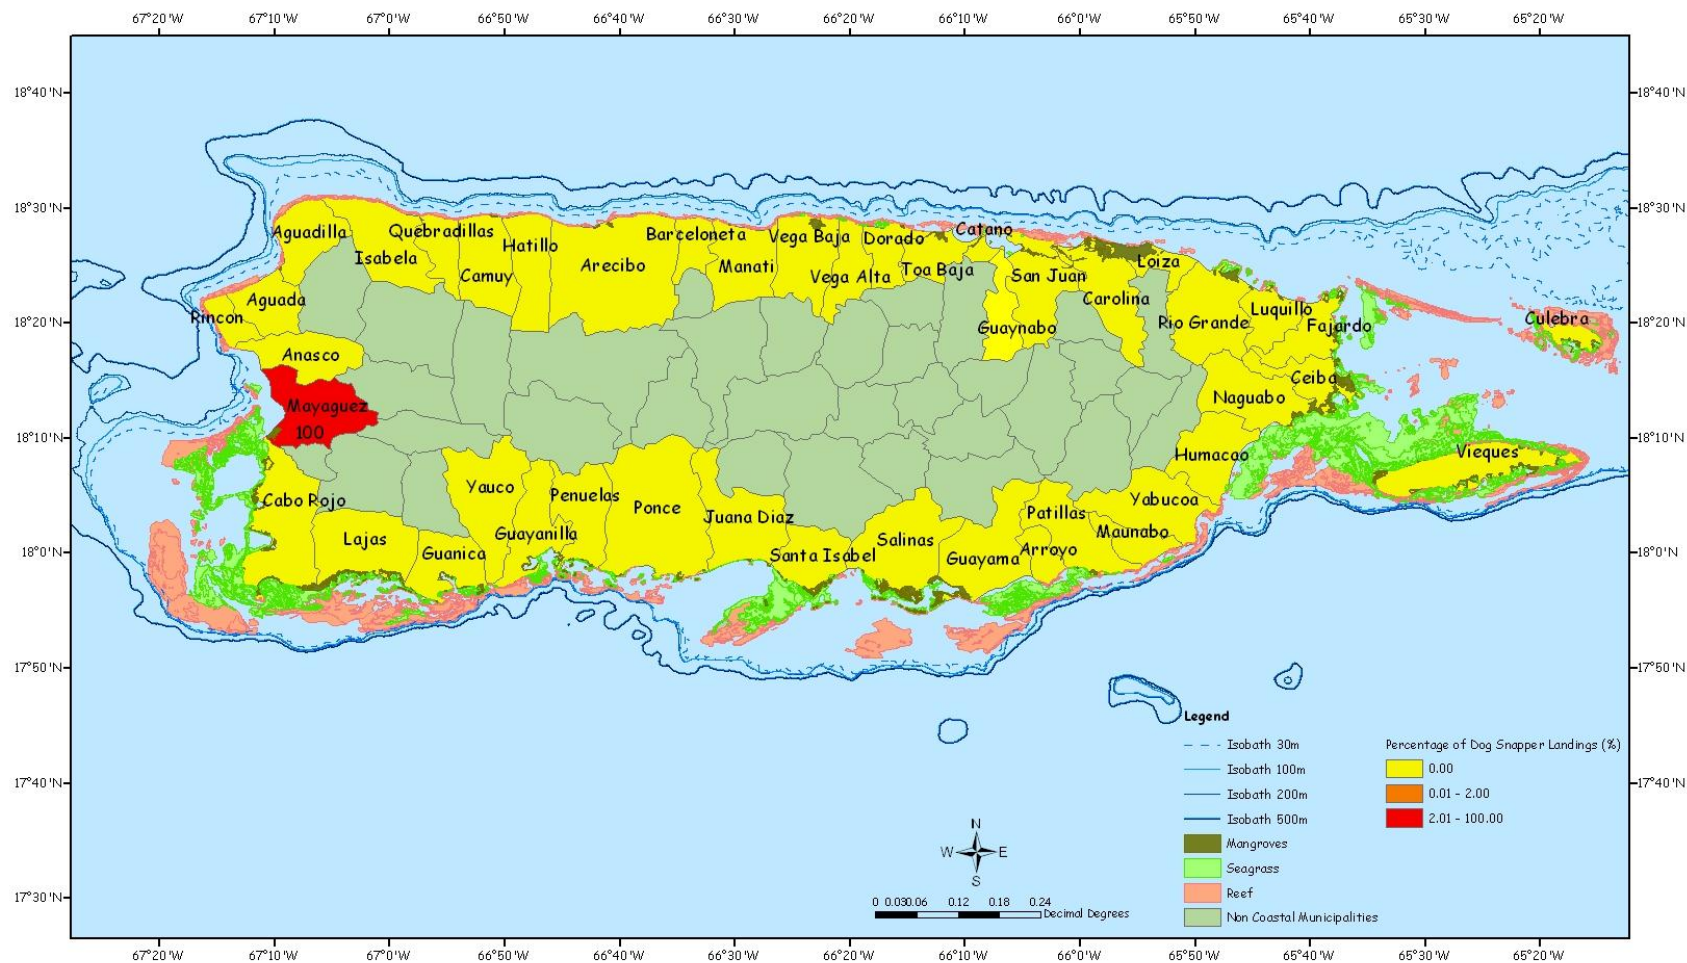 67°20'W 67°10'W 67°0'W 66°50'W 66°40'W 66°30'W 66°20'W 66°10'W 66°0'W 65°50'W 65°40'W 65°30'W 65°20'W
18°40'N 18°40'N
18°30'N 18°30'N
Aguadilla Quebradillas Barceloneta Vega Baja Dorado Catano
Isabela Hatillo
Camuy Arecibo Manati Vega Alta Toa Baja San Juan Loiza
Aguada Carolina
Rincon Guaynabo Rio Grande Luquillo Fajardo Culebra
18°20'N 18°20'N
Anasco
Ceiba
Mayaguez Naguabo
100
18°10'N 18°10'N
Humacao Vieques
Cabo Rojo Yauco Penuelas Ponce Yabucoa
Juana Diaz Patillas
Lajas Guanica Guayanilla Salinas Maunabo
Santa Isabel Guayama Arroyo
18°0'N 18°0'N
17°50'N 17°50'N
Legend
Isobath 30m
Isobath 100m
Isobath 200m
Isobath 500m
Mangroves
Seagrass
Reef
Non Coastal Municipalities
Percentage of Dog Snapper Landings (%)
0.00
0.01 - 2.00
2.01 - 100.00
17°40'N 17°40'N
N
W E
S
0 0.030.06 0.12 0.18 0.24
Decimal Degrees
17°30'N 17°30'N
67°20'W 67°10'W 67°0'W 66°50'W 66°40'W 66°30'W 66°20'W 66°10'W 66°0'W 65°50'W 65°40'W 65°30'W 65°20'W